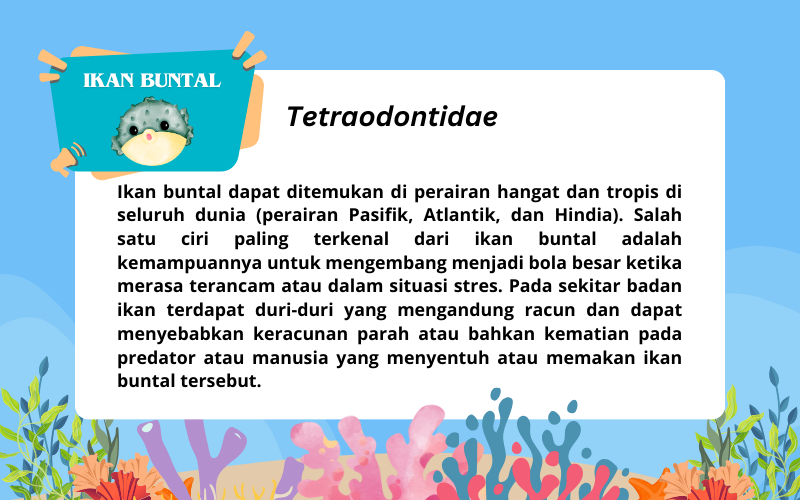 IKAN BUNTAL
Tetraodontidae
Ikan buntal dapat ditemukan di perairan hangat dan tropis di
seluruh dunia (perairan Pasifik, Atlantik, dan Hindia). Salah
satu ciri paling terkenal dari ikan buntal adalah
kemampuannya untuk mengembang menjadi bola besar ketika
merasa terancam atau dalam situasi stres. Pada sekitar badan
ikan terdapat duri-duri yang mengandung racun dan dapat
menyebabkan keracunan parah atau bahkan kematian pada
predator atau manusia yang menyentuh atau memakan ikan
buntal tersebut.